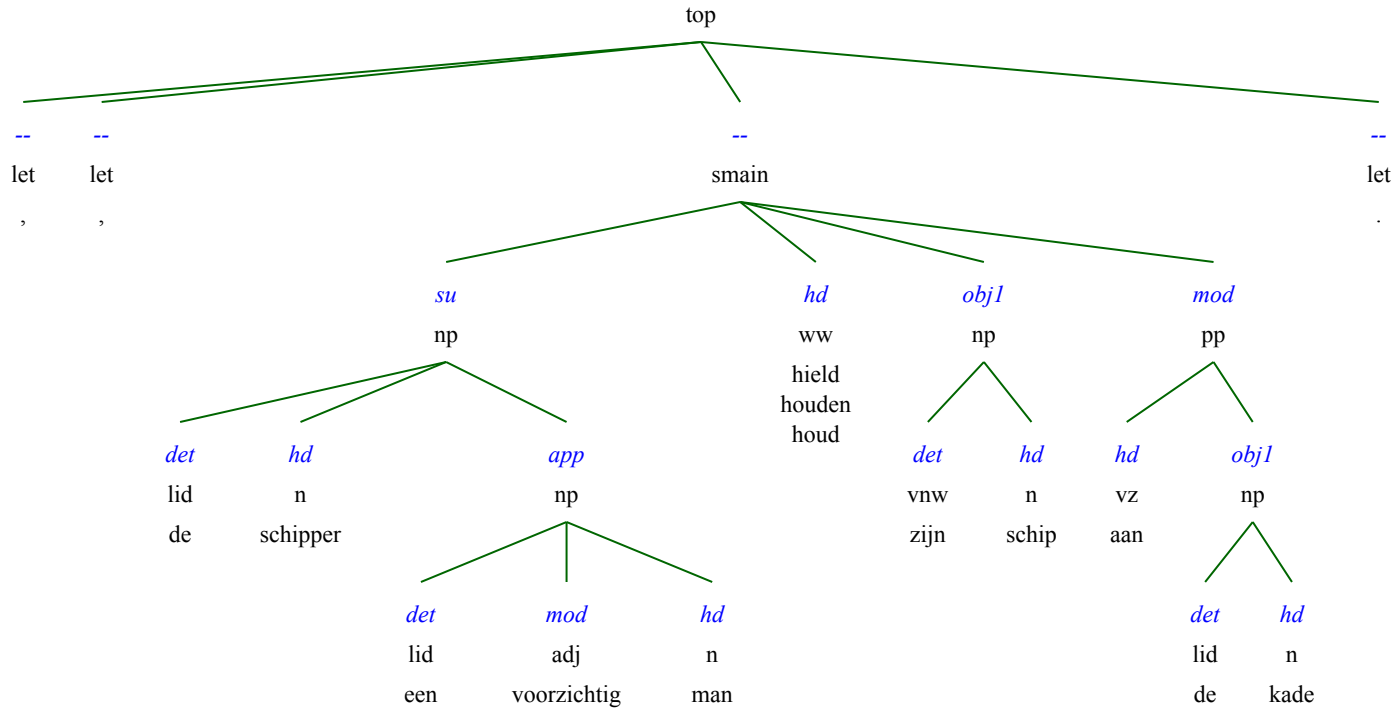 top
-- -- -- --
let let smain let
, , .
su hd obj1 mod
np ww np pp
hield
houden
houd
det hd app det hd hd obj1
lid n np vnw n vz np
de schipper zijn schip aan
det mod hd det hd
lid adj n lid n
een voorzichtig man de kade